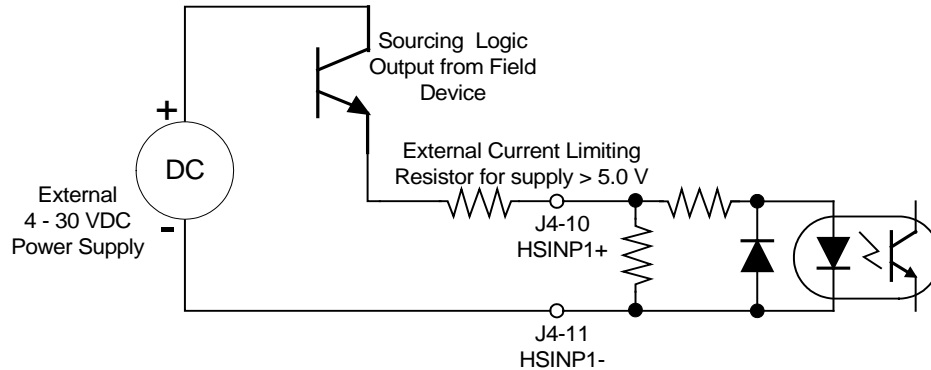 Sourcing Logic
Output from Field
Device
+
DC
-
External
4 - 30 VDC
Power Supply
External Current Limiting
Resistor for supply > 5.0 V
J4-10
HSINP1+
J4-11
HSINP1-